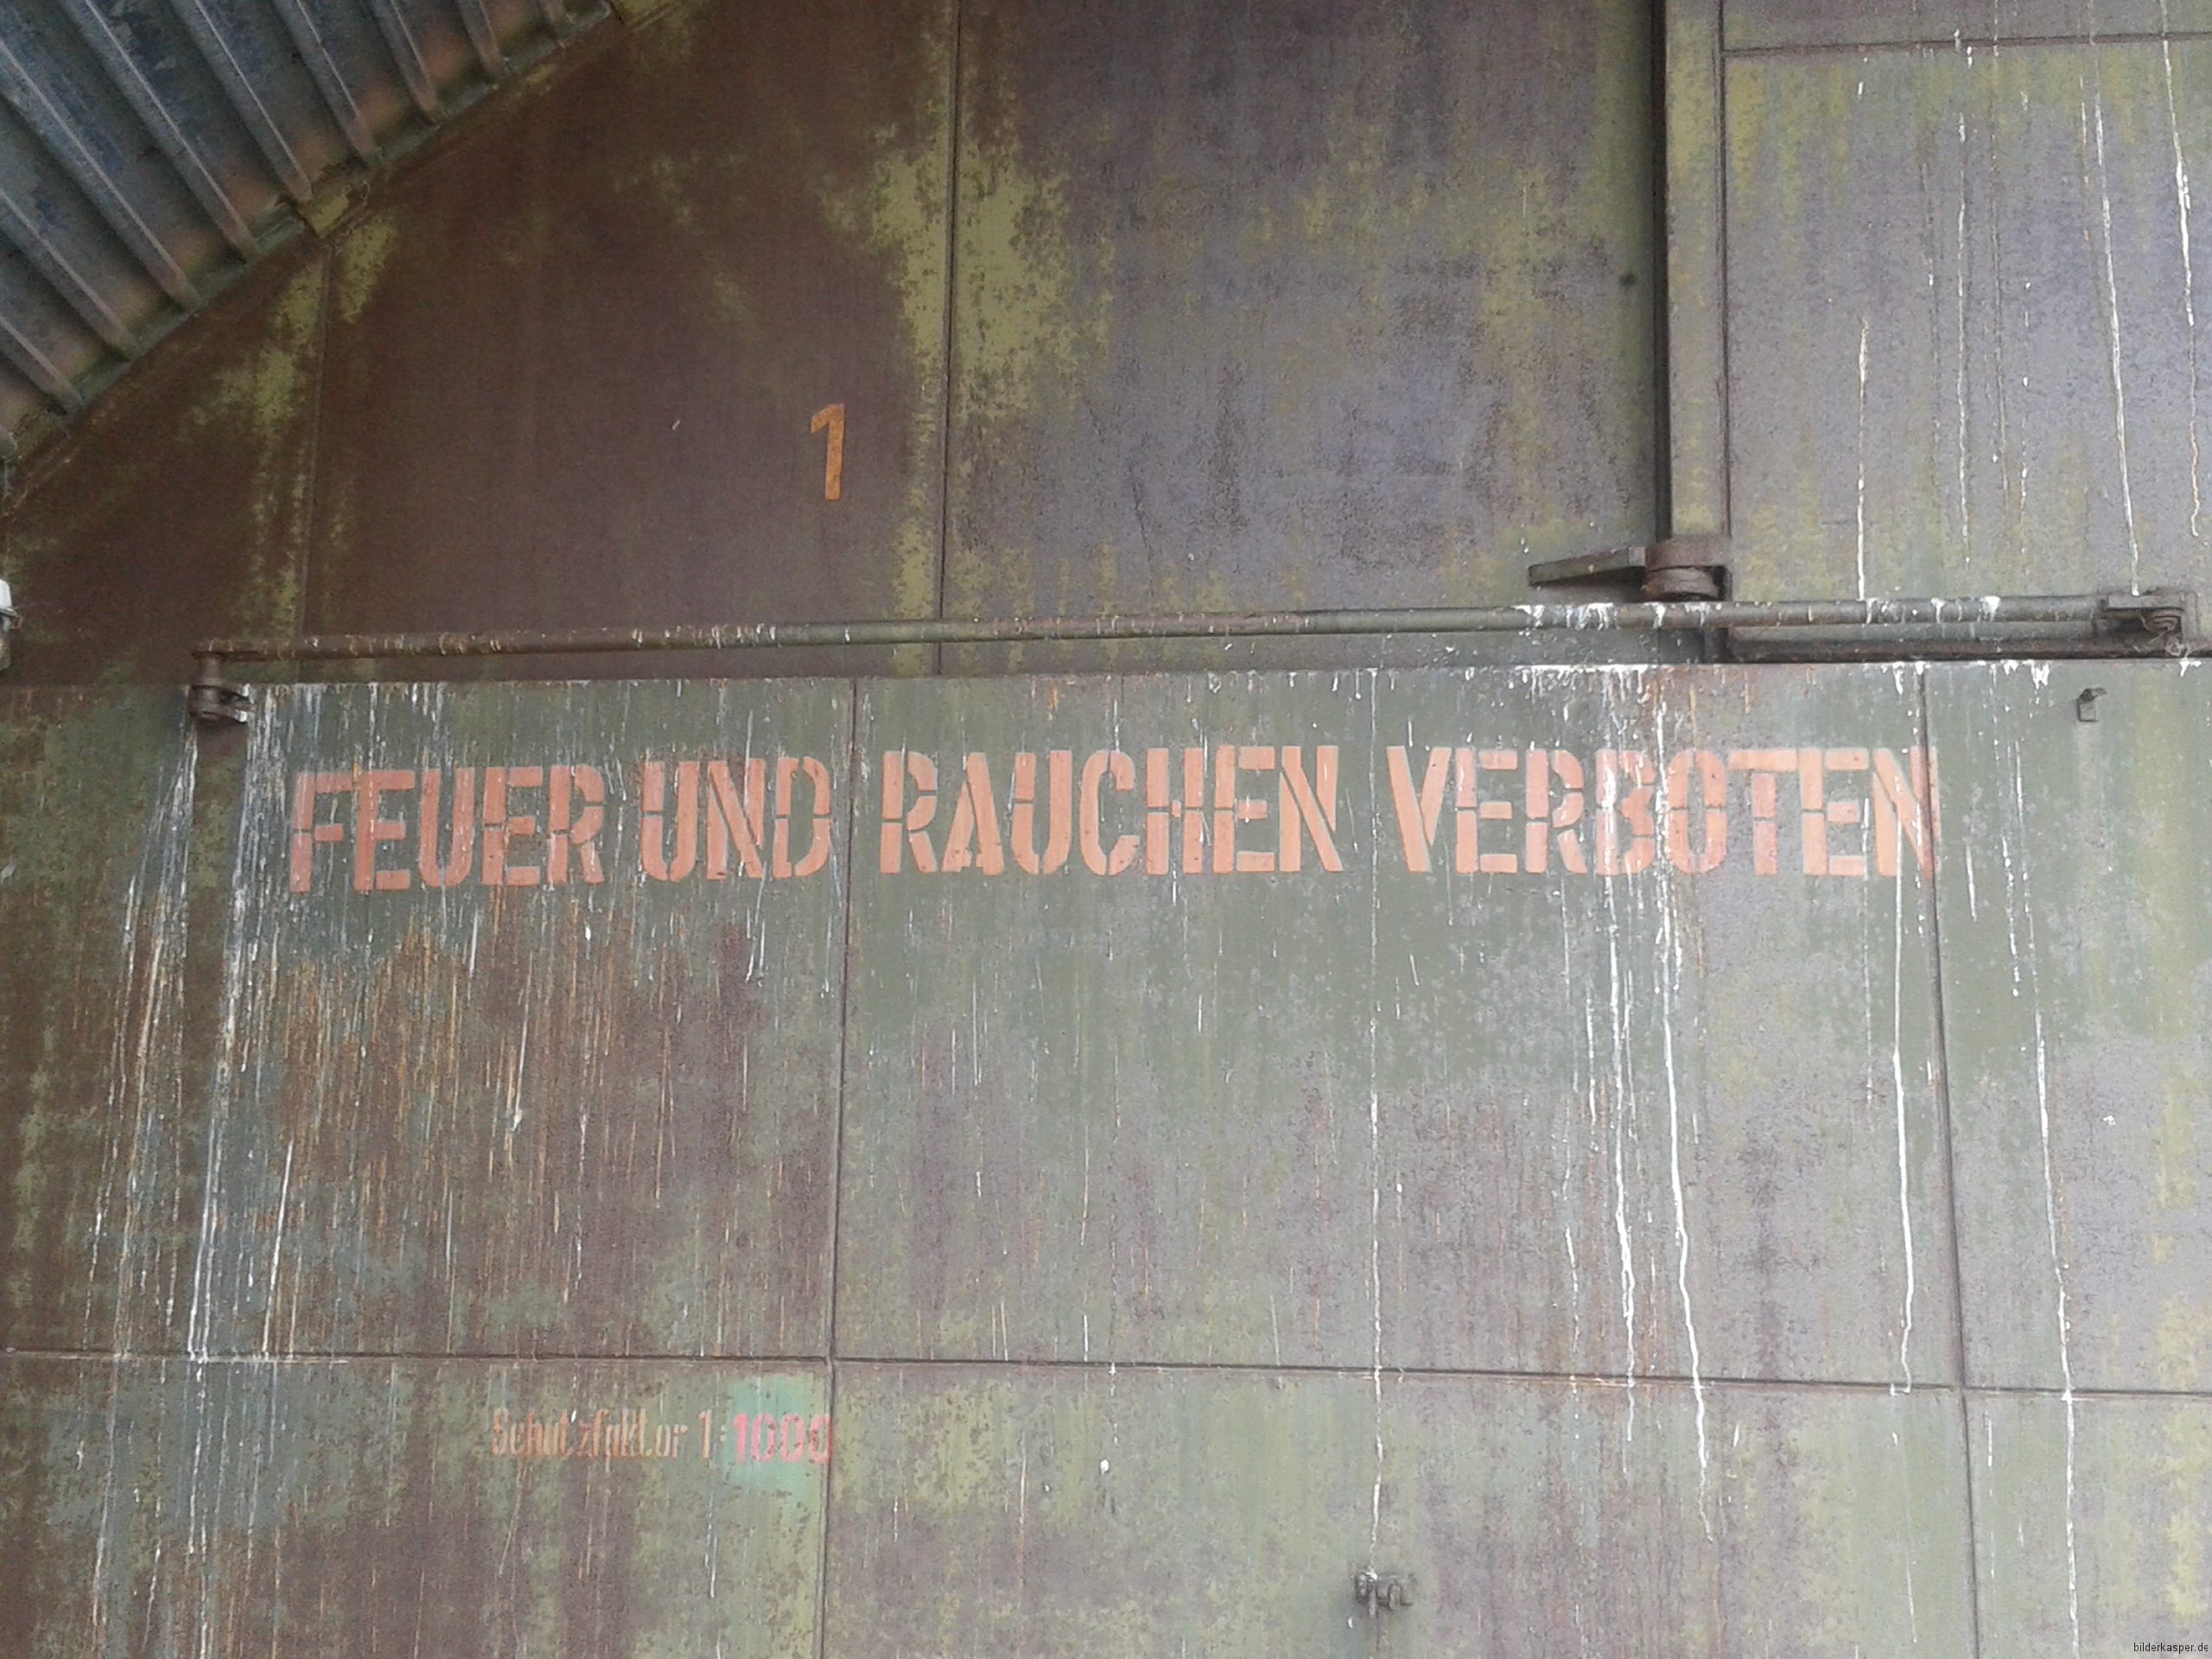 1
FEUER UND RAUCHEN VERBOTEN
Schutzfaktor 1:1000
bilderkasper.de